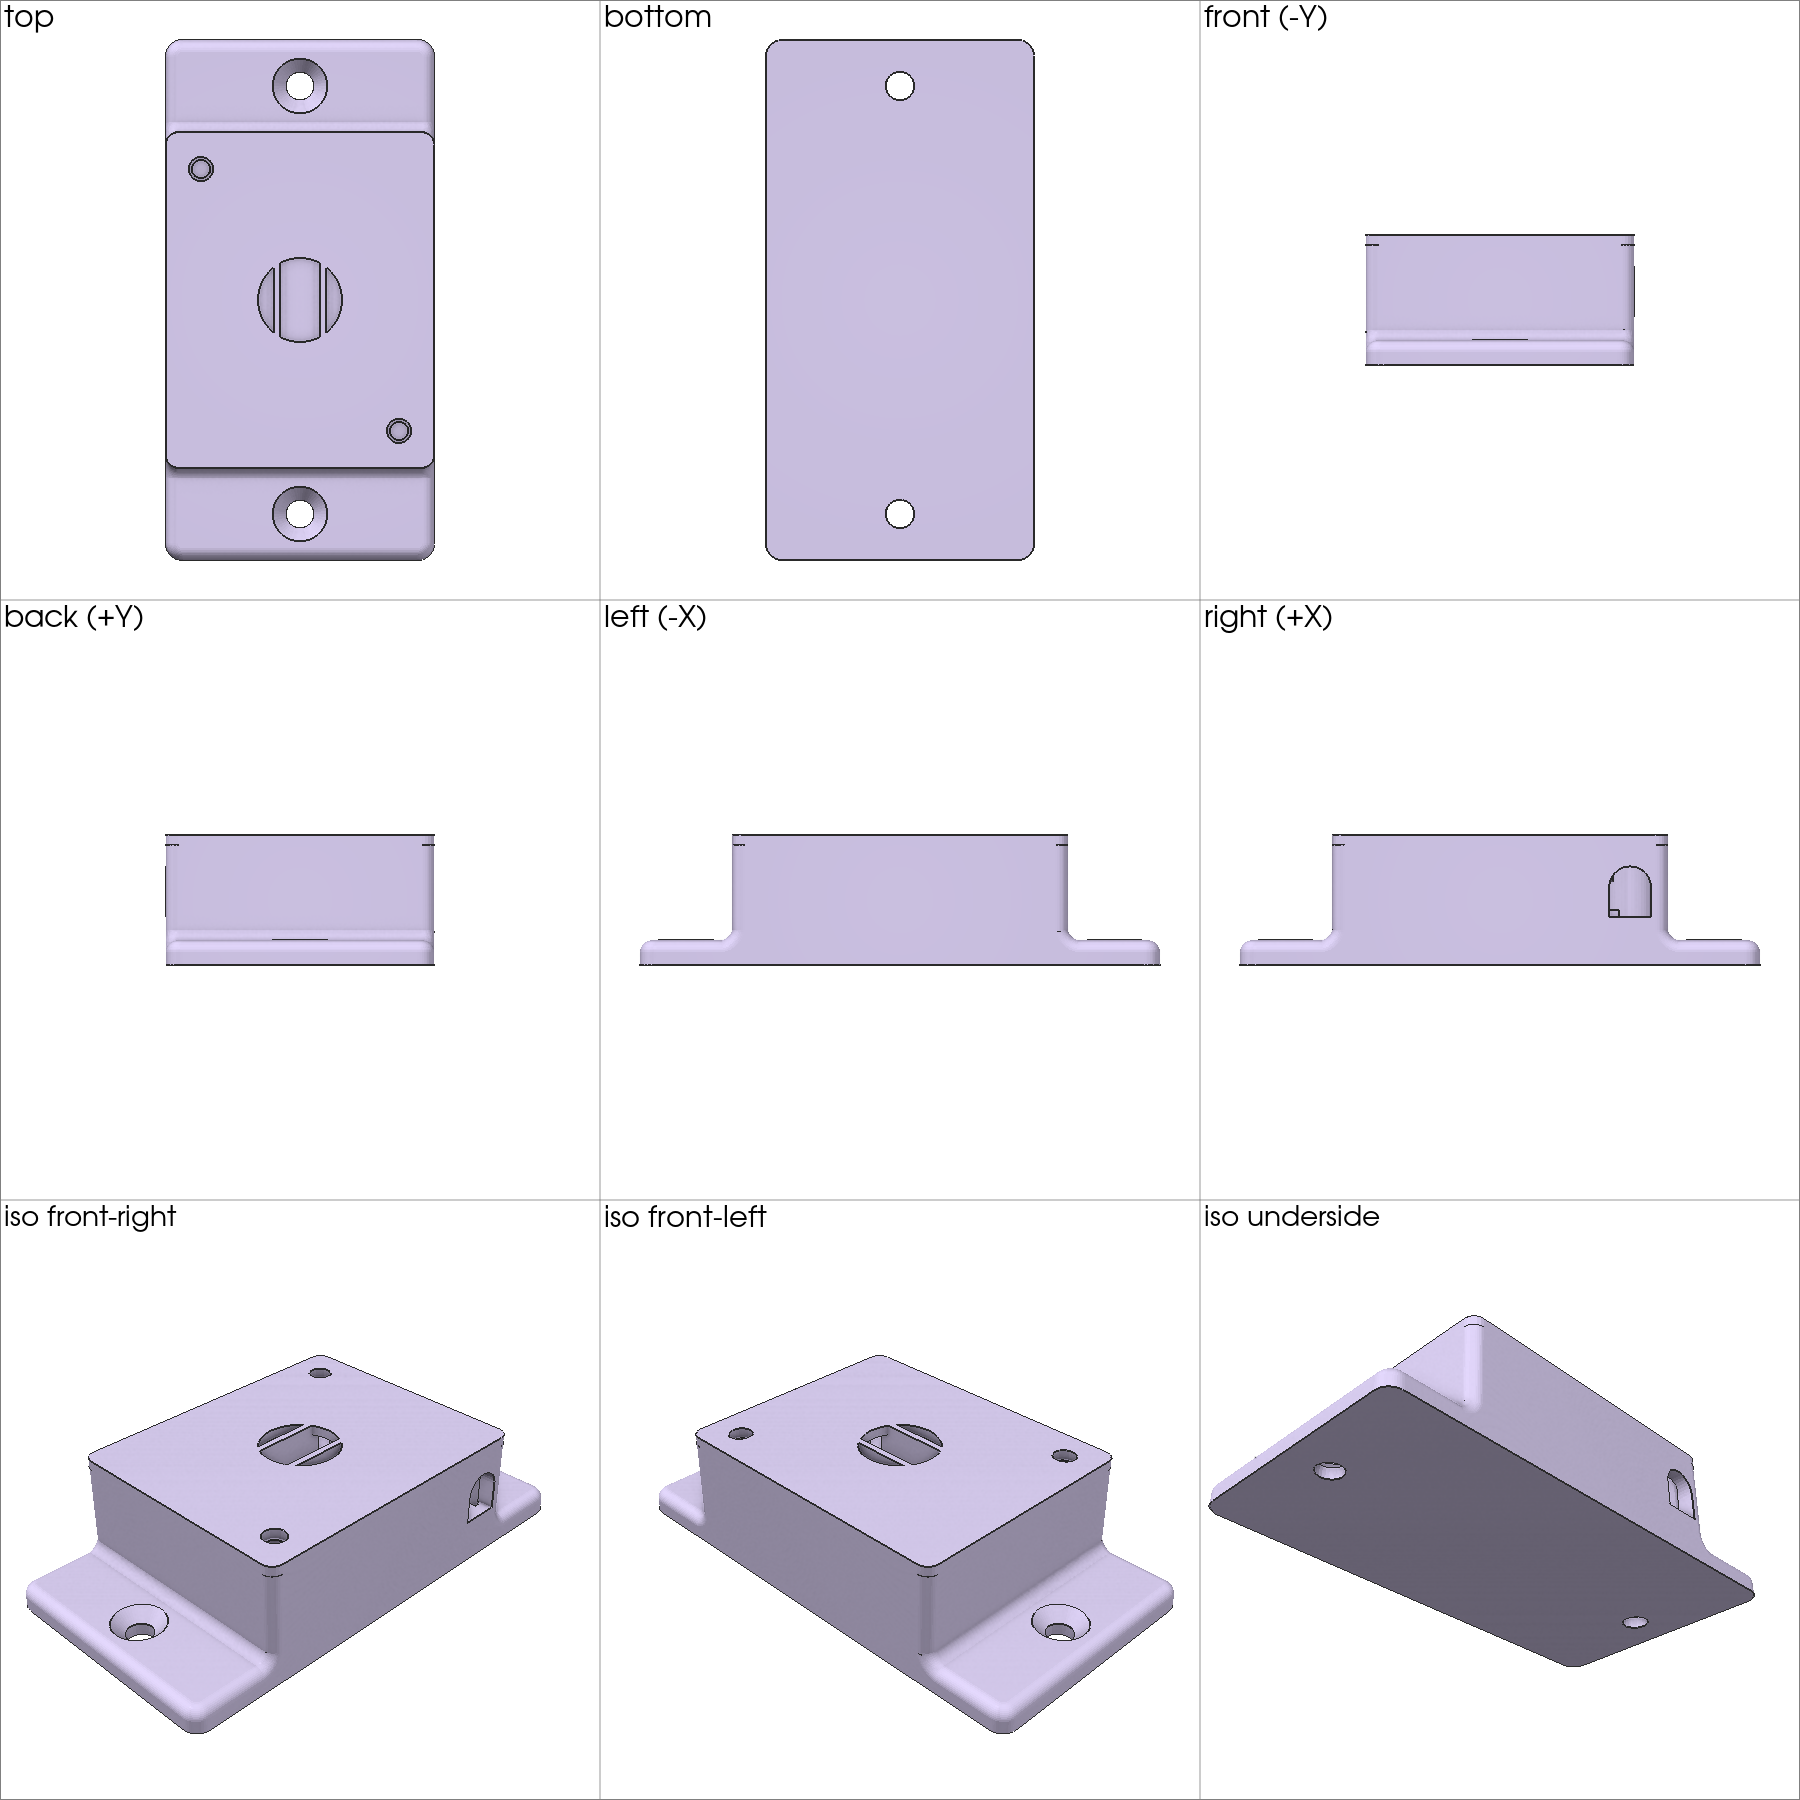 top
bottom
front (-Y)
back (+Y)
left (-X)
right (+X)
iso front-right
iso front-left
iso underside